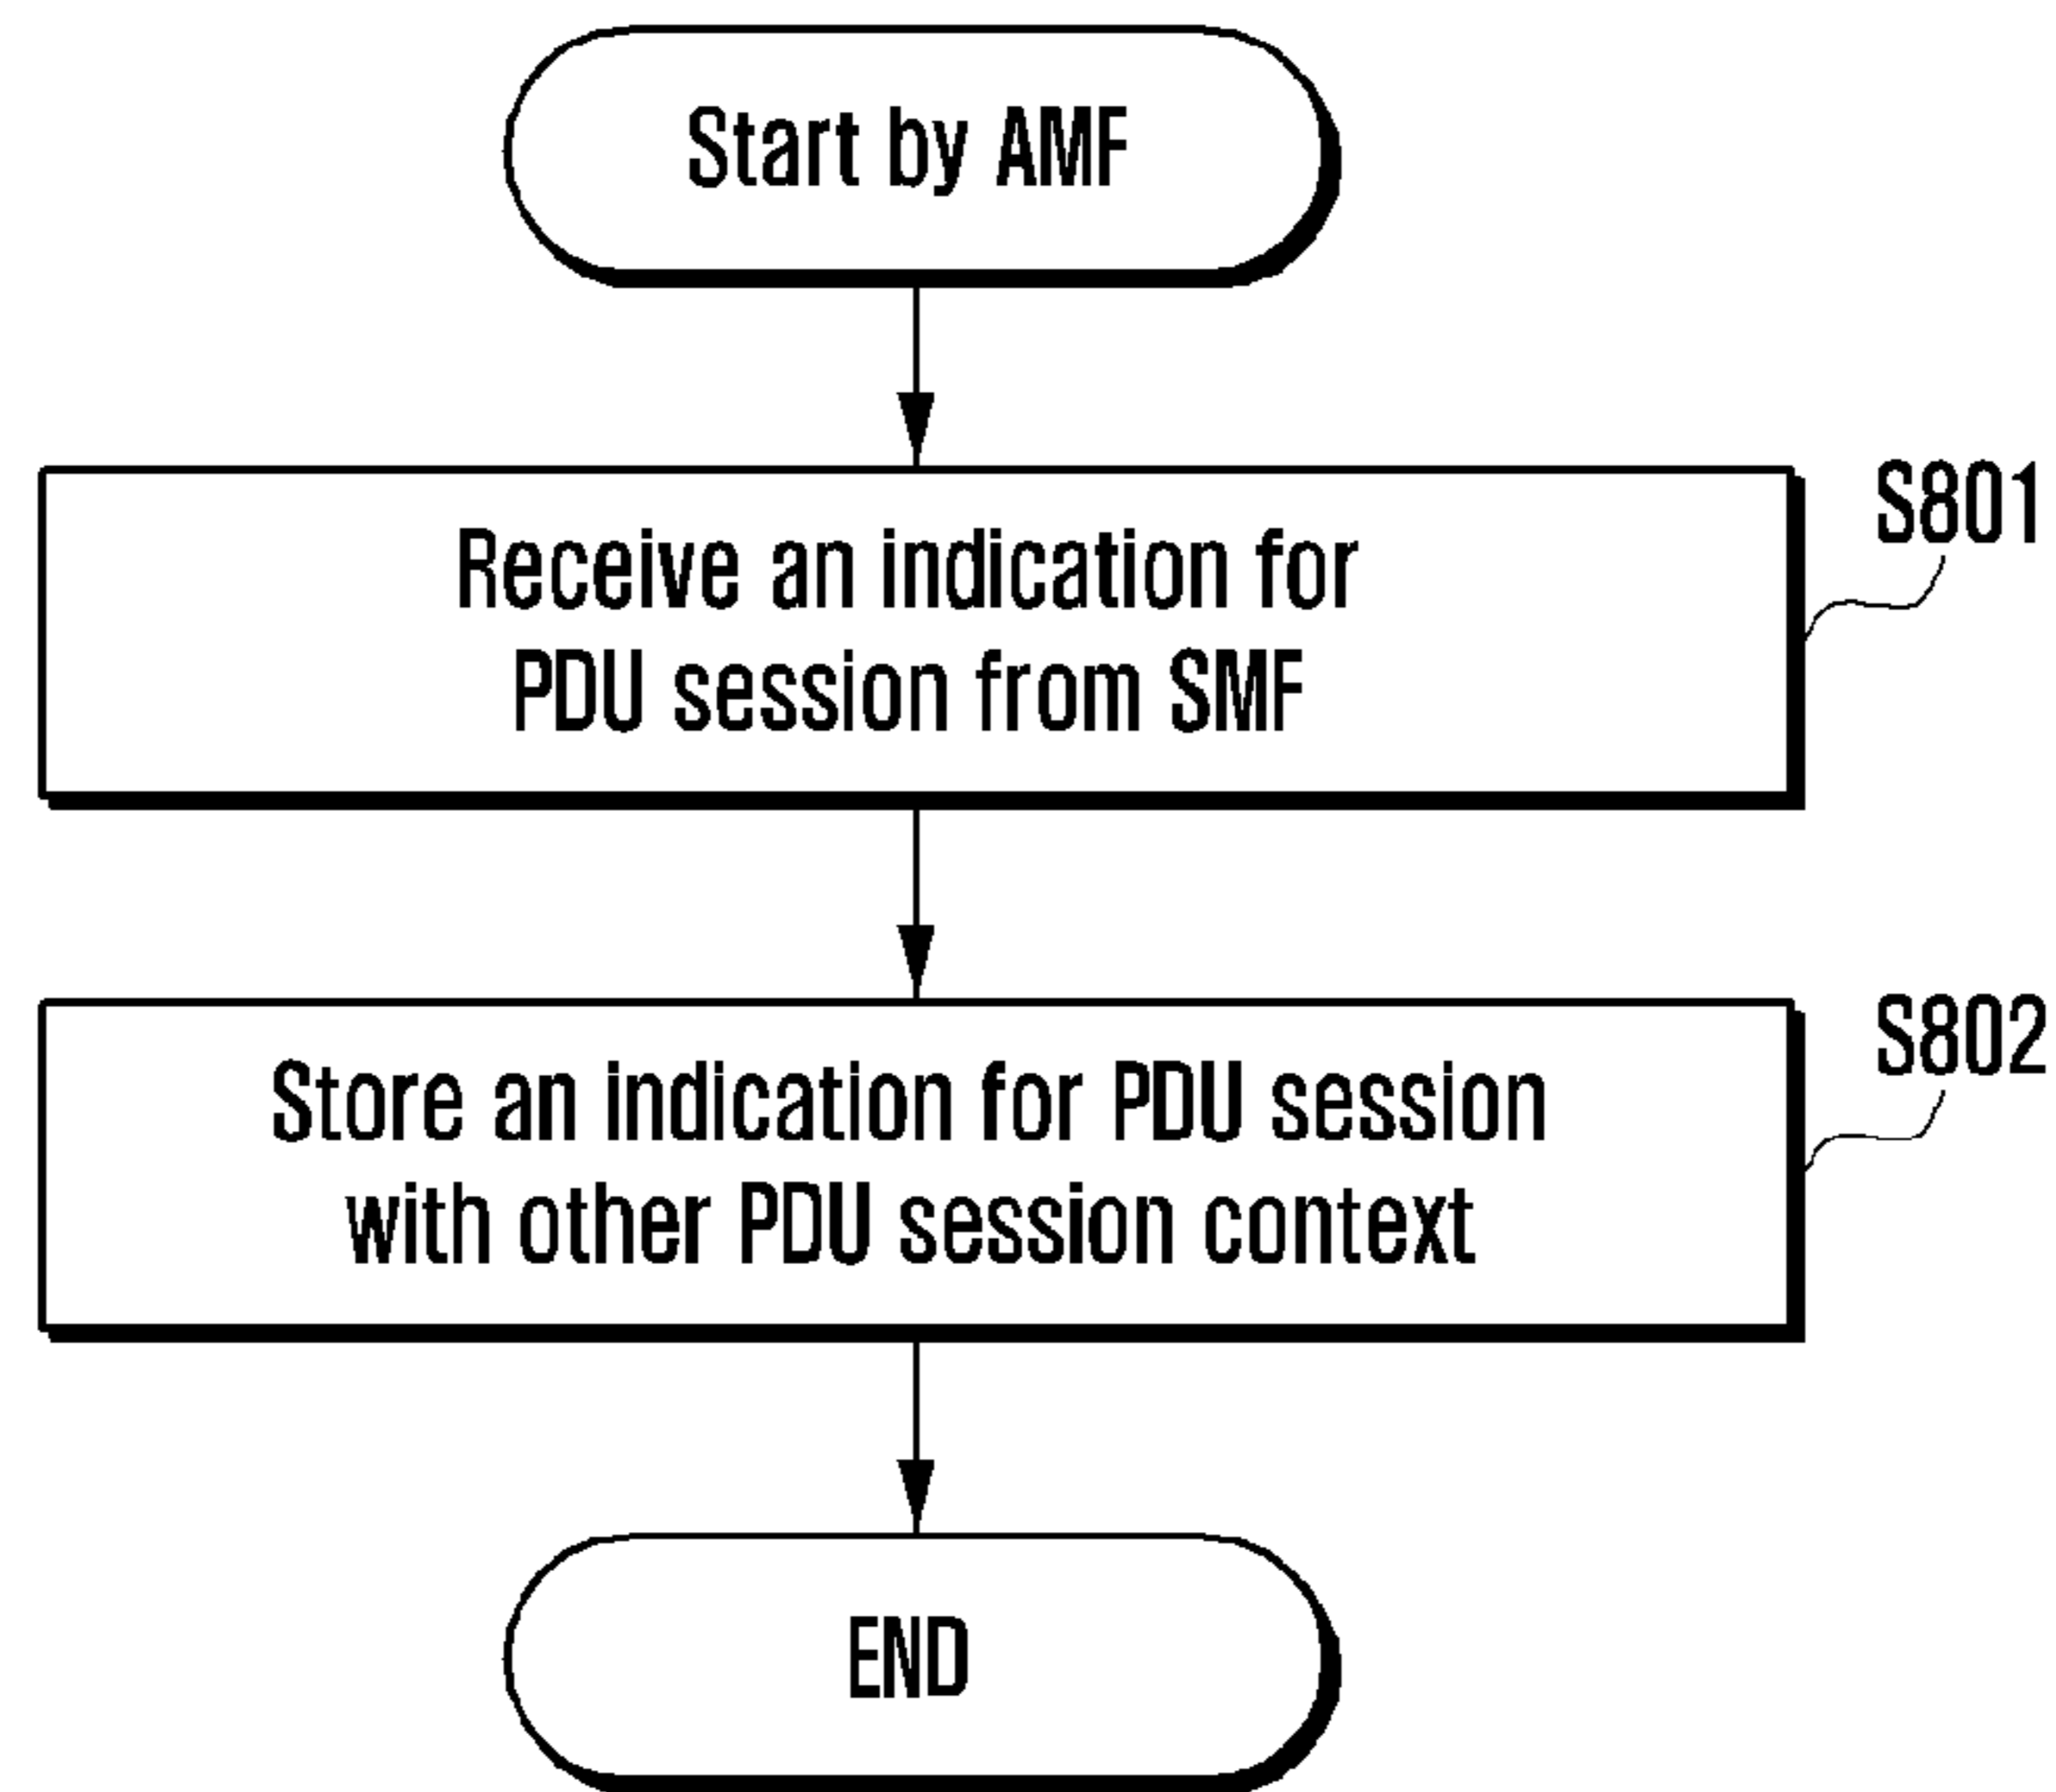 Start by AMF
Receive an indication for
PDU session from SMF
S801
Store an indication for PDU session
with other PDU session context
S802
END